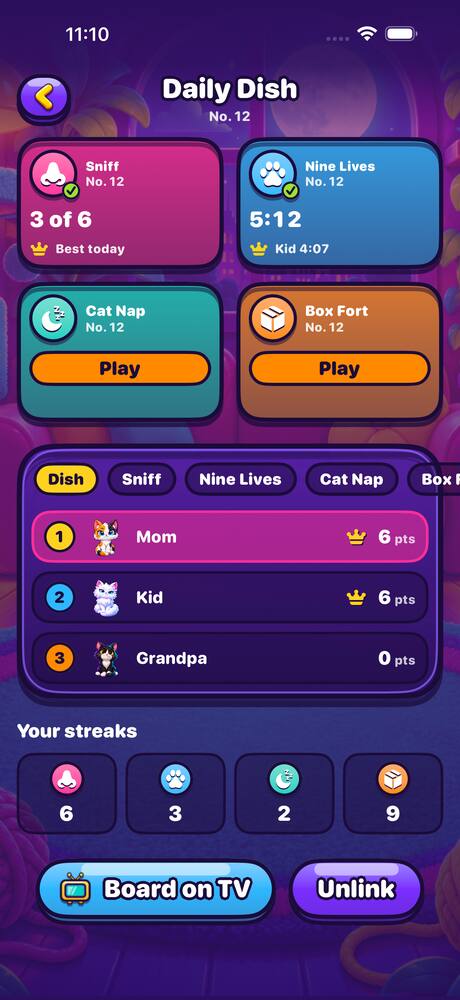 11:10
Daily Dish
No. 12
Sniff
No. 12
3 of 6
Best today
Nine Lives
No. 12
5:12
Kid 4:07
Cat Nap
No. 12
Play
Box Fort
No. 12
Play
Dish
Sniff
Nine Lives
Cat Nap
Box F
1
Mom
6 pts
2
Kid
6 pts
3
Grandpa
0 pts
Your streaks
6
3
2
9
Board on TV
Unlink